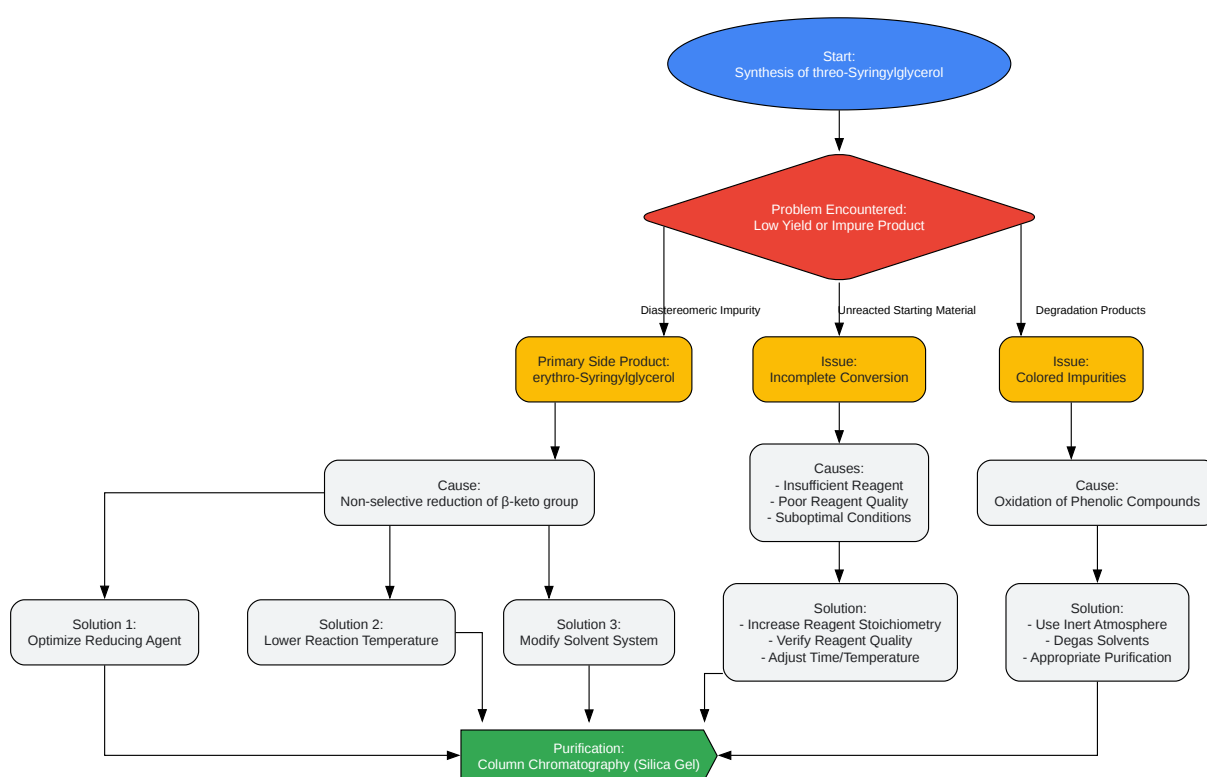 Start:
Synthesis of threo-Syringylglycerol
Problem Encountered:
Low Yield or Impure Product
Diastereomeric Impurity
Unreacted Starting Material
Degradation Products
Primary Side Product:
erythro-Syringylglycerol
Issue:
Incomplete Conversion
Issue:
Colored Impurities
Cause:
Non-selective reduction of β-keto group
Causes:
- Insufficient Reagent
- Poor Reagent Quality
- Suboptimal Conditions
Cause:
Oxidation of Phenolic Compounds
Solution 1:
Optimize Reducing Agent
Solution 2:
Lower Reaction Temperature
Solution 3:
Modify Solvent System
Solution:
- Increase Reagent Stoichiometry
- Verify Reagent Quality
- Adjust Time/Temperature
Solution:
- Use Inert Atmosphere
- Degas Solvents
- Appropriate Purification
Purification:
Column Chromatography (Silica Gel)